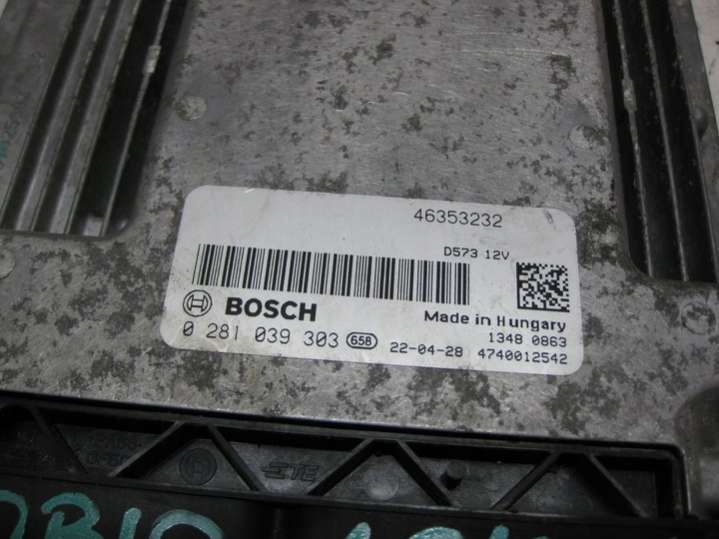 46353232
D573 12V
BOSCH
Made in Hungary
0 281 039 303 658
1348 0863
22-04-28 4740012542